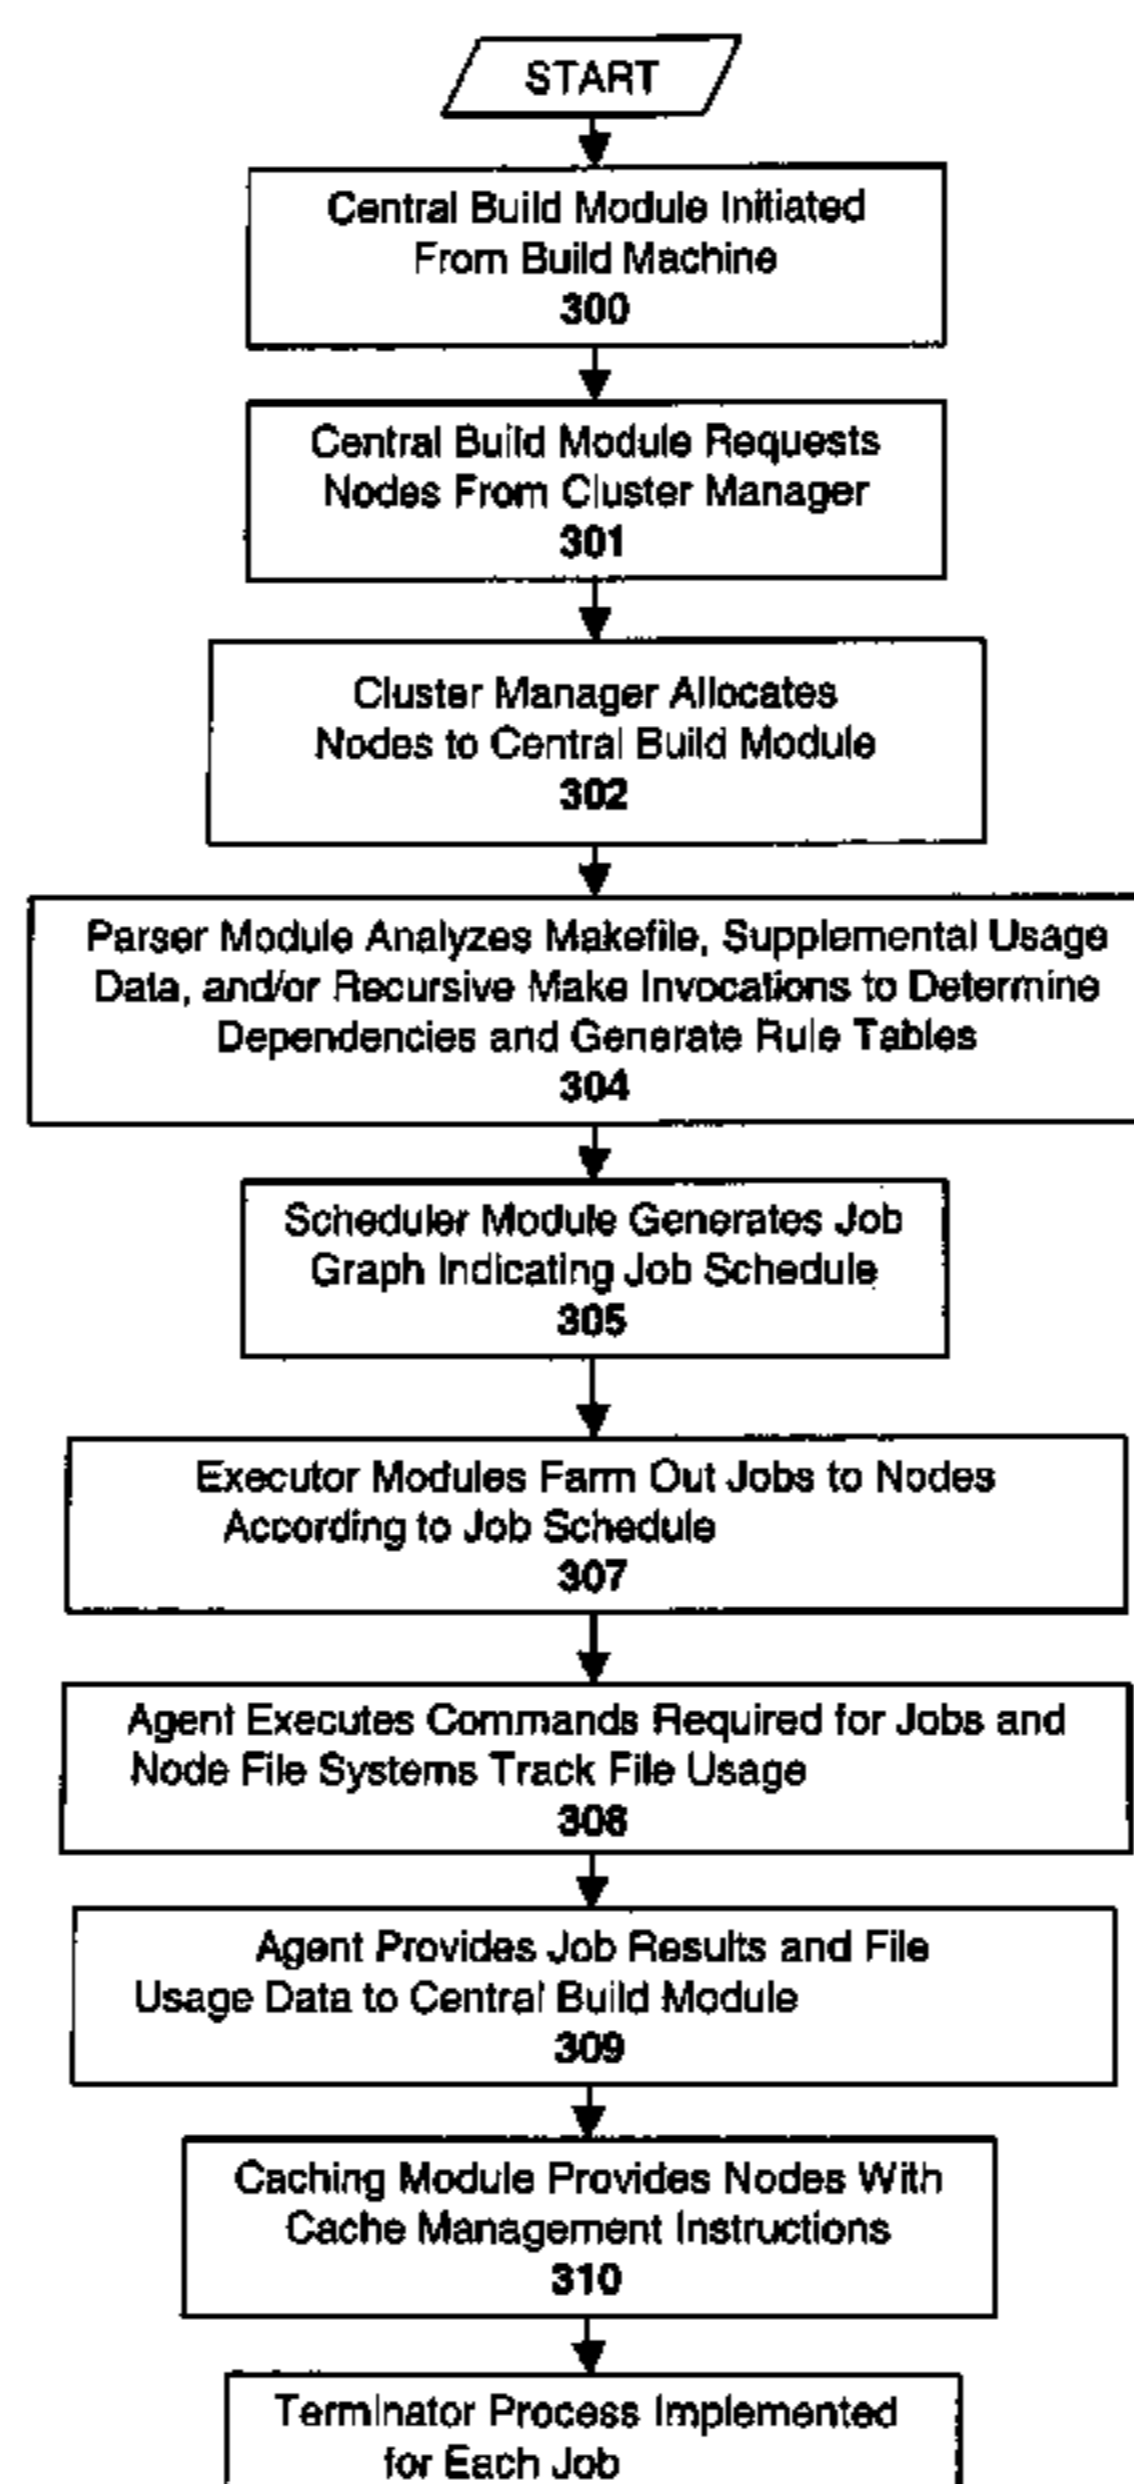 START
Central Build Module Initiated
From Build Machine
300
Central Build Module Requests
Nodes From Cluster Manager
301
Cluster Manager Allocates
Nodes to Central Build Module
302
Parser Module Analyzes Makefile, Supplemental Usage
Data, and/or Recursive Make Invocations to Determine
Dependencies and Generate Rule Tables
304
Scheduler Module Generates Job
Graph Indicating Job Schedule
305
Executor Modules Farm Out Jobs to Nodes
According to Job Schedule
307
Agent Executes Commands Required for Jobs and
Node File Systems Track File Usage
308
Agent Provides Job Results and File
Usage Data to Central Build Module
309
Caching Module Provides Nodes With
Cache Management Instructions
310
Terminator Process Implemented
for Each Job